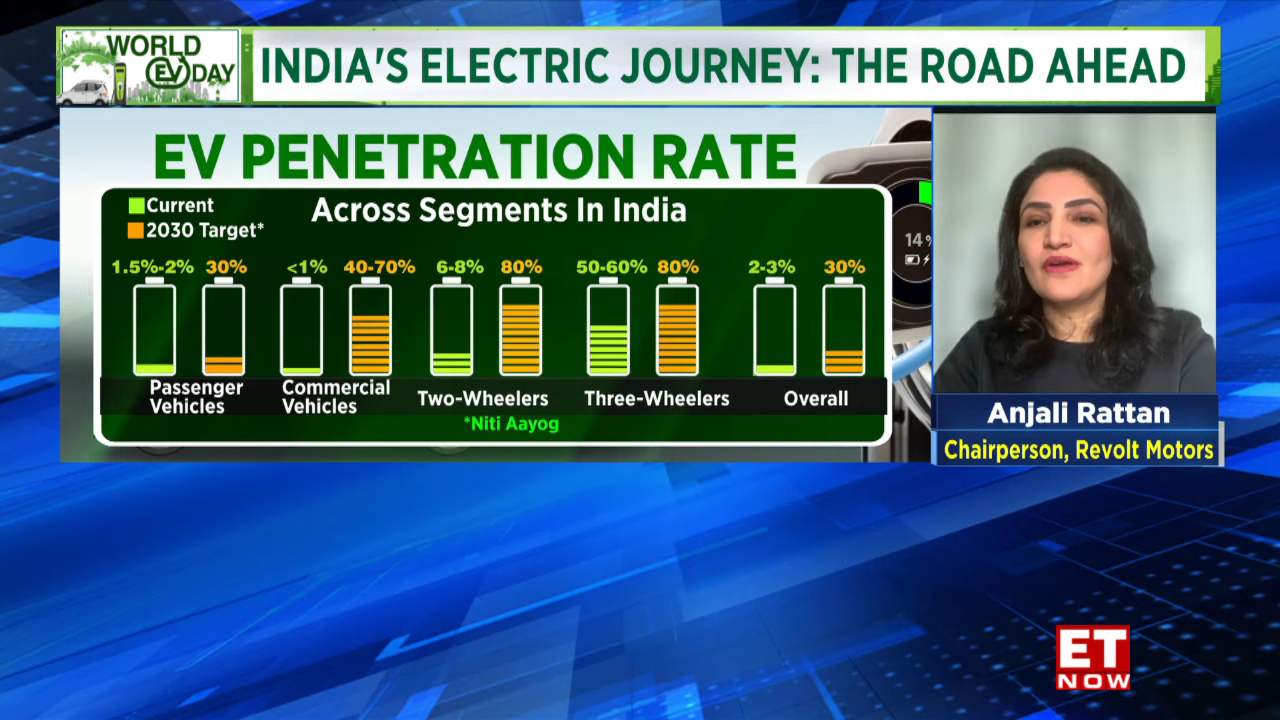 WORLD
EV DAY
INDIA'S ELECTRIC JOURNEY: THE ROAD AHEAD
EV PENETRATION RATE
Current
2030 Target*
Across Segments In India
1.5%-2% 30% <1% 40-70% 6-8% 80% 50-60% 80% 2-3% 30%
Passenger
Vehicles
Commercial
Vehicles
Two-Wheelers
Three-Wheelers
Overall
*Niti Aayog
14%
Anjali Rattan
Chairperson, Revolt Motors
ET
NOW